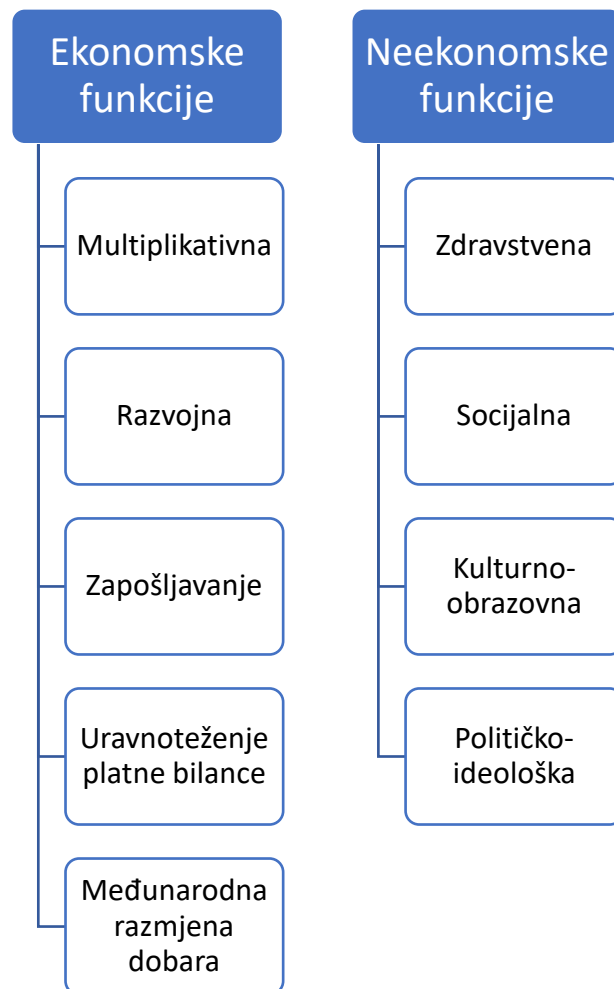 Ekonomske
funkcije
Multiplikativna
Razvojna
Zapošljavanje
Uravnoteženje
platne bilance
Međunarodna
razmjena
dobara
Neekonomske
funkcije
Zdravstvena
Socijalna
Kulturno-
obrazovna
Političko-
ideološka